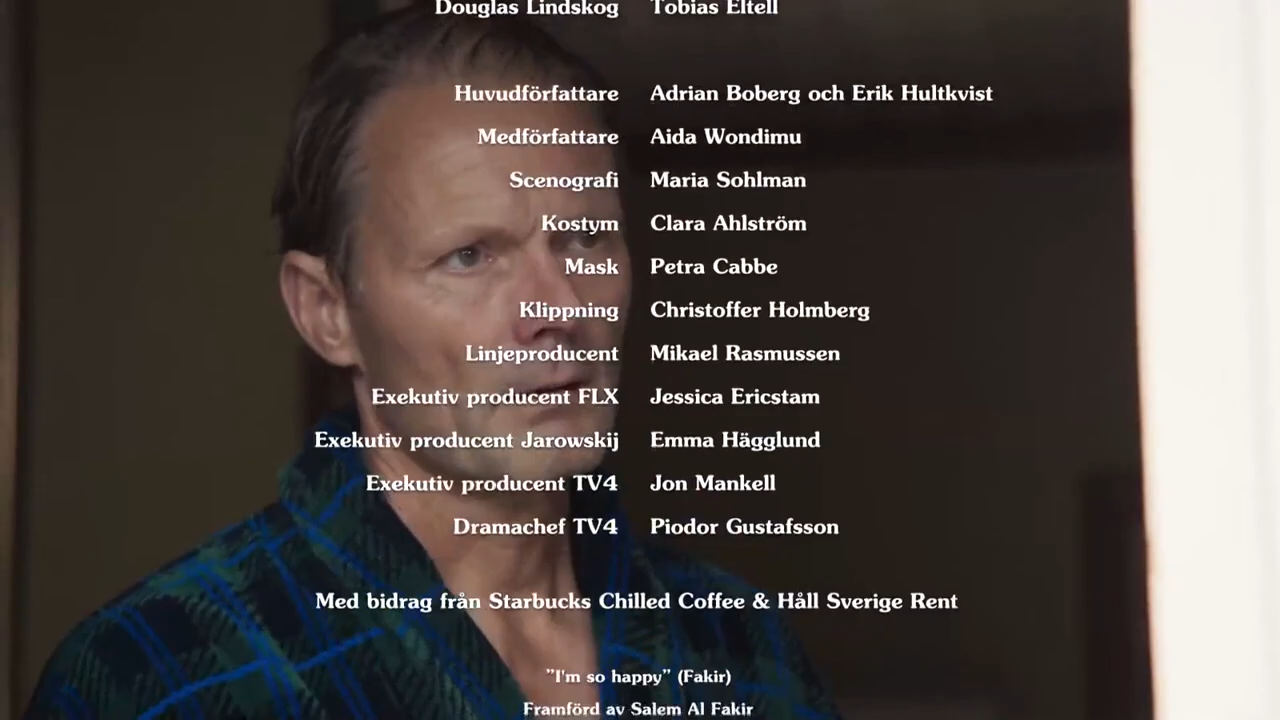 Douglas Lindskog Tobias Eltell
Huvudförfattare Adrian Boberg och Erik Hultkvist
Medförfattare Aida Wondimu
Scenografi Maria Sohlman
Kostym Clara Ahlström
Mask Petra Cabbe
Klippning Christoffer Holmberg
Linjeproducent Mikael Rasmussen
Exekutiv producent FLX Jessica Ericstam
Exekutiv producent Jarowskij Emma Hägglund
Exekutiv producent TV4 Jon Mankell
Dramachef TV4 Piodor Gustafsson
Med bidrag från Starbucks Chilled Coffee & Håll Sverige Rent
”I'm so happy” (Fakir)
Framförd av Salem Al Fakir